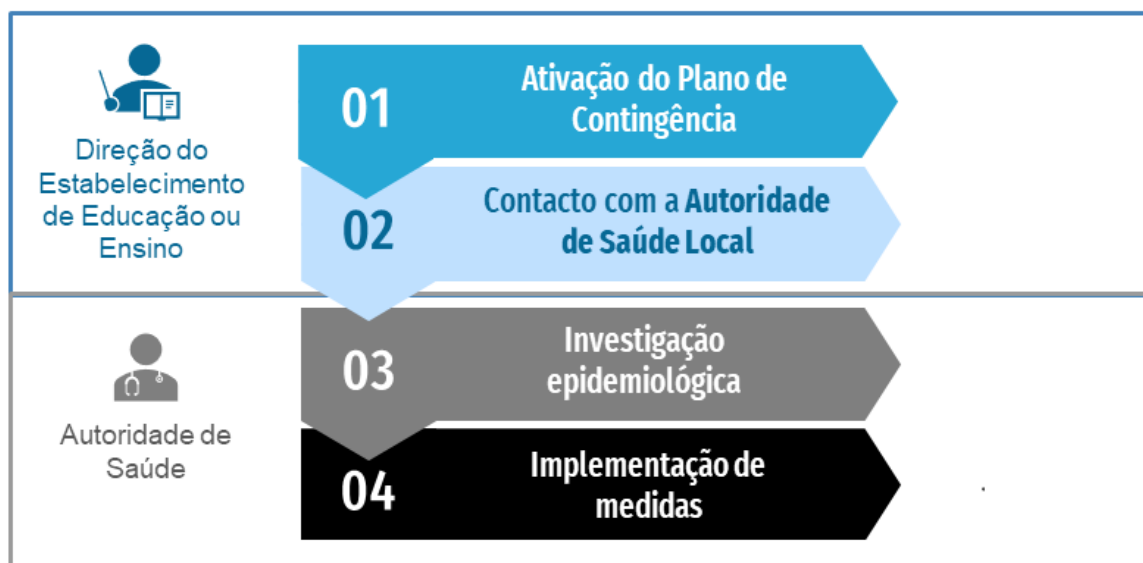 Direção do
Estabelecimento
de Educação ou
Ensino
01
Ativação do Plano de
Contingência
02
Contacto com a Autoridade
de Saúde Local
Autoridade de
Saúde
03
Investigação
epidemiológica
04
Implementação de
medidas